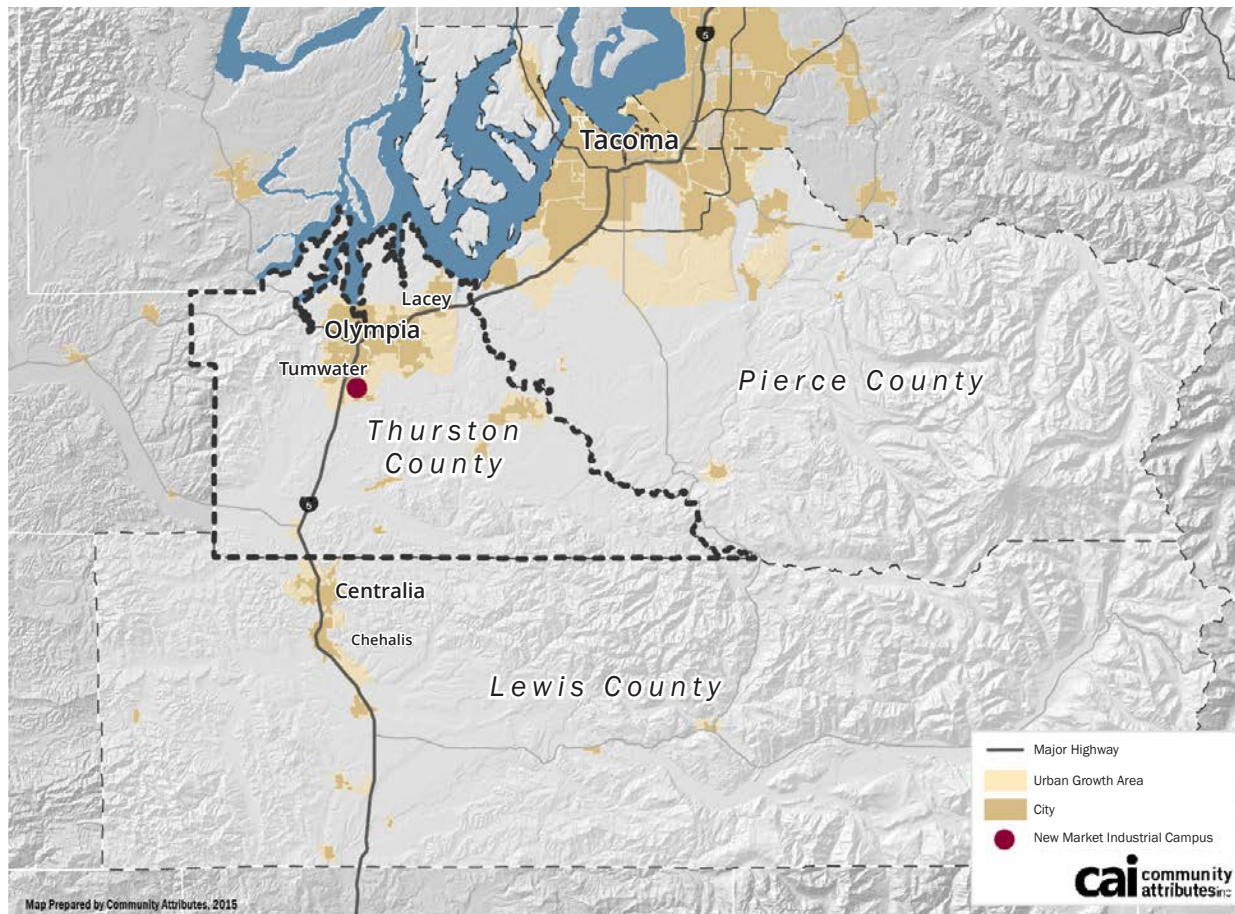 5
Tacoma
Lacey
Olympia
Tumwater
Pierce County
Thurston
County
5
Centralia
Chehalis
Lewis County
Major Highway
Urban Growth Area
City
New Market Industrial Campus
cai community
attributes inc
Map Prepared by Community Attributes, 2015